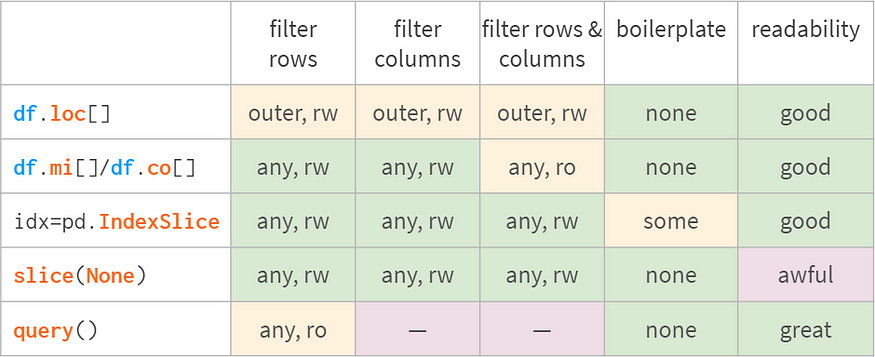 filter rows	filter columns	filter rows & columns	boilerplate	readability
df.loc[]	outer, rw	outer, rw	outer, rw	none	good
df.mi[]/df.co[]	any, rw	any, rw	any, ro	none	good
idx=pd.IndexSlice	any, rw	any, rw	any, rw	some	good
slice(None)	any, rw	any, rw	any, rw	none	awful
query()	any, ro	—	—	none	great